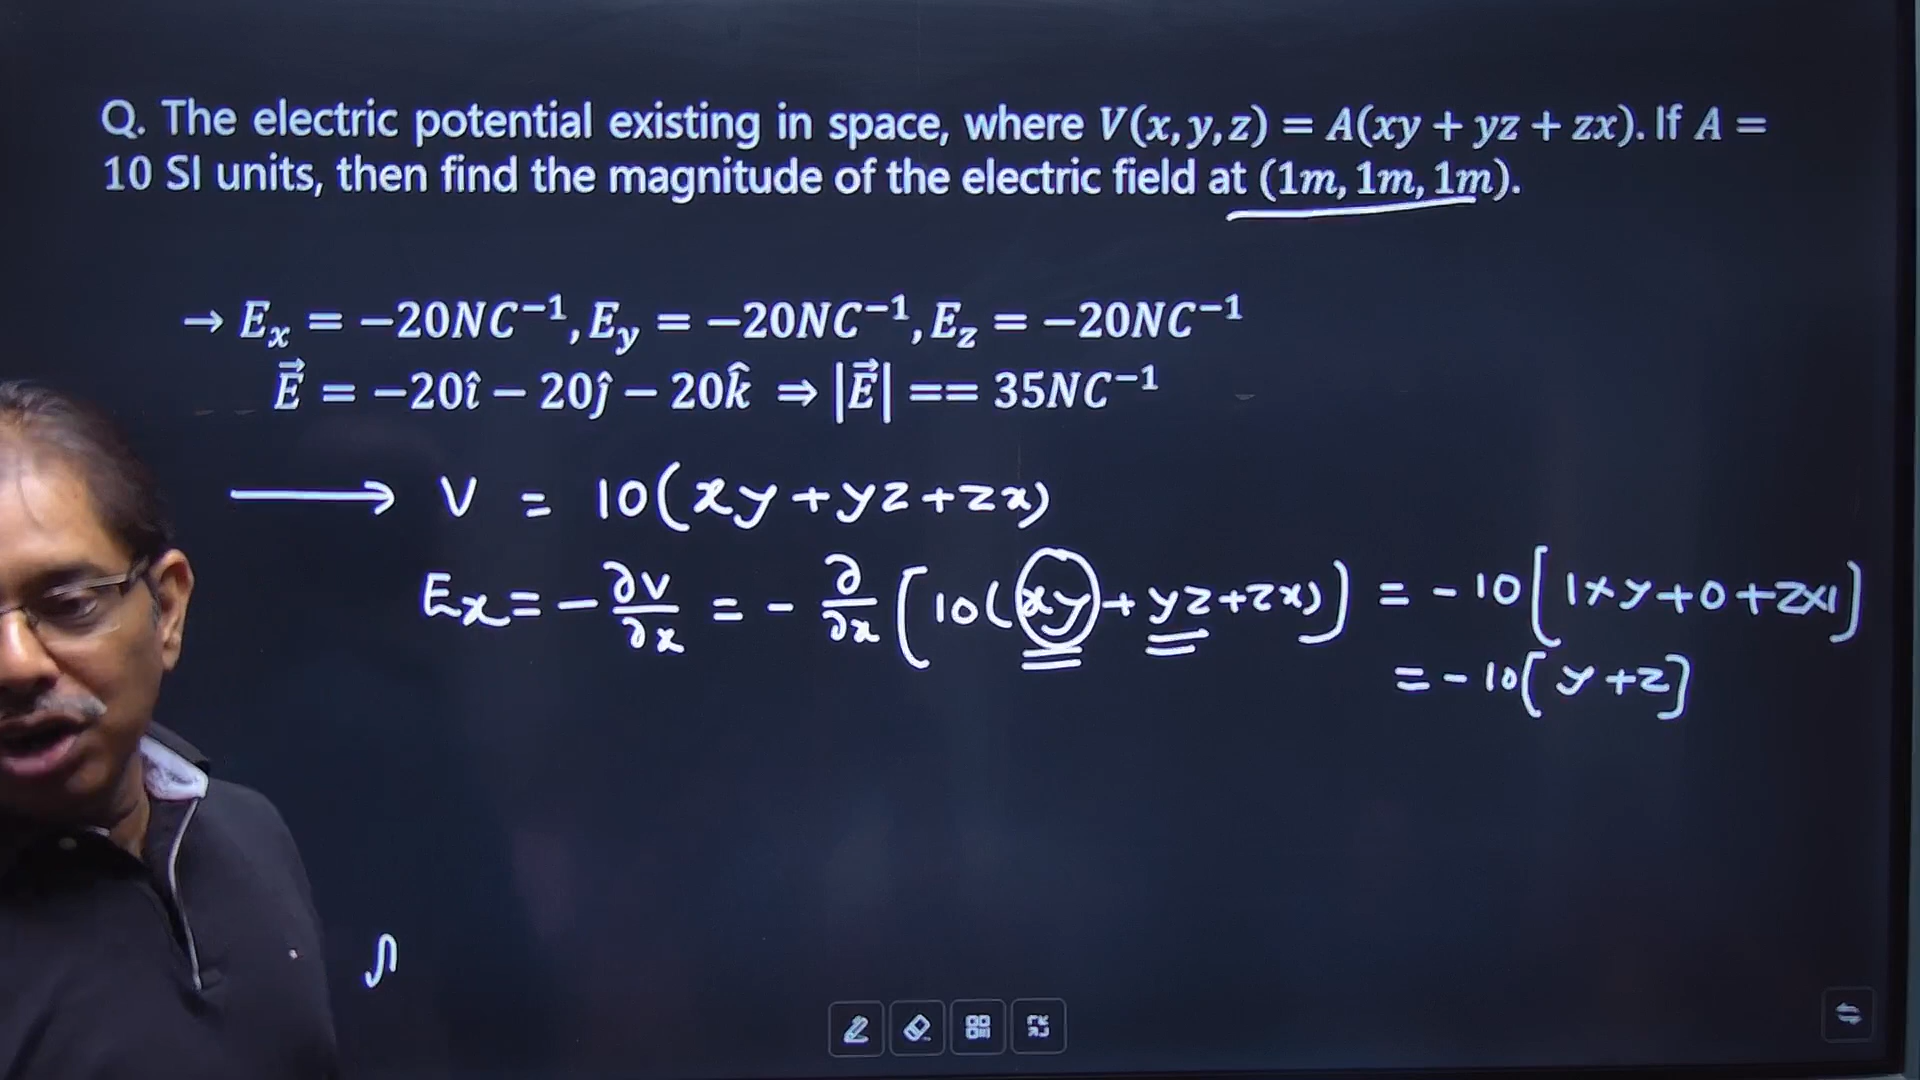 Q. The electric potential existing in space, where V(x, y, z) = A(xy + yz + zx). If A =
10 SI units, then find the magnitude of the electric field at (1m, 1m, 1m).
→ Eₓ = −20NC⁻¹, E_y = −20NC⁻¹, E_z = −20NC⁻¹
E⃗ = −20î − 20ĵ − 20k̂ ⇒ |E⃗| == 35NC⁻¹
→ V = 10(xy+yz+zx)
Ex = −∂V/∂x = −∂/∂x [10(xy+yz+zx)] = −10[1×y+0+z×1]
= −10[y+z]